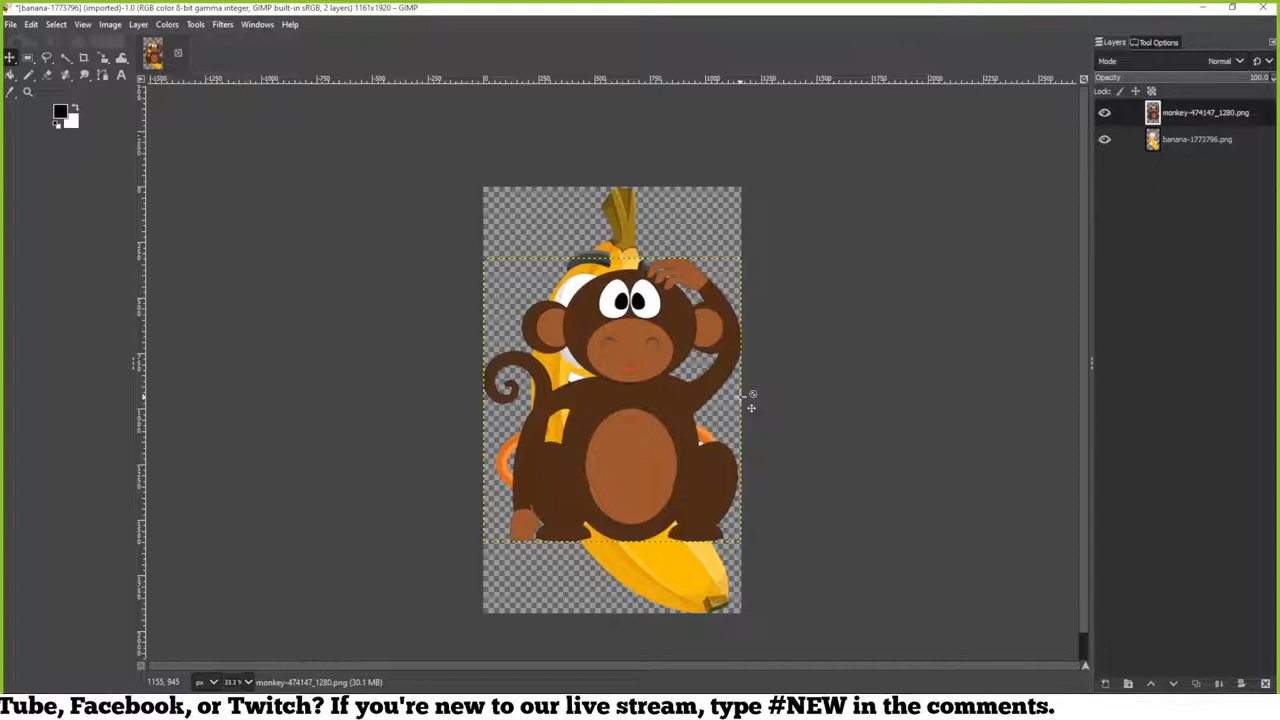 *[banana-1773796] (imported)-1.0 (RGB color 8-bit gamma integer, GIMP built-in sRGB, 2 layers) 1161x1920 – GIMP
File Edit Select View Image Layer Colors Tools Filters Windows Help
Layers Tool Options
Mode Normal
Opacity 100.0
Lock:
monkey-474147_1280.png
banana-1773796.png
1155, 945 px 33.3 % monkey-474147_1280.png (30.1 MB)
Tube, Facebook, or Twitch? If you're new to our live stream, type #NEW in the comments.